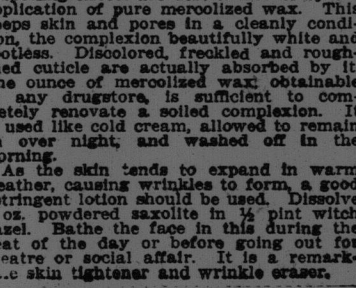 plication of pure mercolized wax. This
eeps skin and pores in a cleanly condi-
on, the complexion beautifully white and
potless. Discolored, freckled and rough-
ned cuticle are actually absorbed by it.
ne ounce of mercolized wax, obtainable
any drugstore, is sufficient to com-
etely renovate a soiled complexion. It
used like cold cream, allowed to remain
n over night, and washed off in the
orning.
As the skin tends to expand in warm
eather, causing wrinkles to form, a good
stringent lotion should be used. Dissolve
oz. powdered saxolite in ½ pint witch
azel. Bathe the face in this during the
eat of the day or before going out for
eatre or social affair. It is a remark-
e skin tightener and wrinkle eraser.